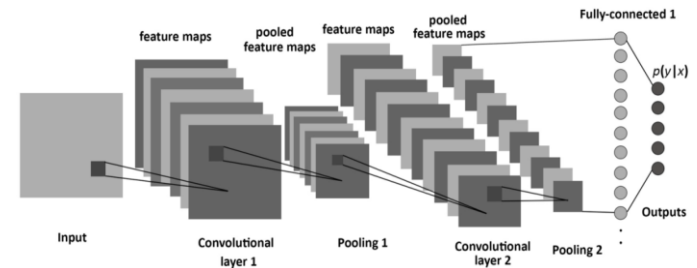 Fully-connected 1
feature maps
pooled
feature maps
feature maps
pooled
feature maps
p(y|x)
Outputs
Input
Convolutional
layer 1
Pooling 1
Convolutional
layer 2
Pooling 2